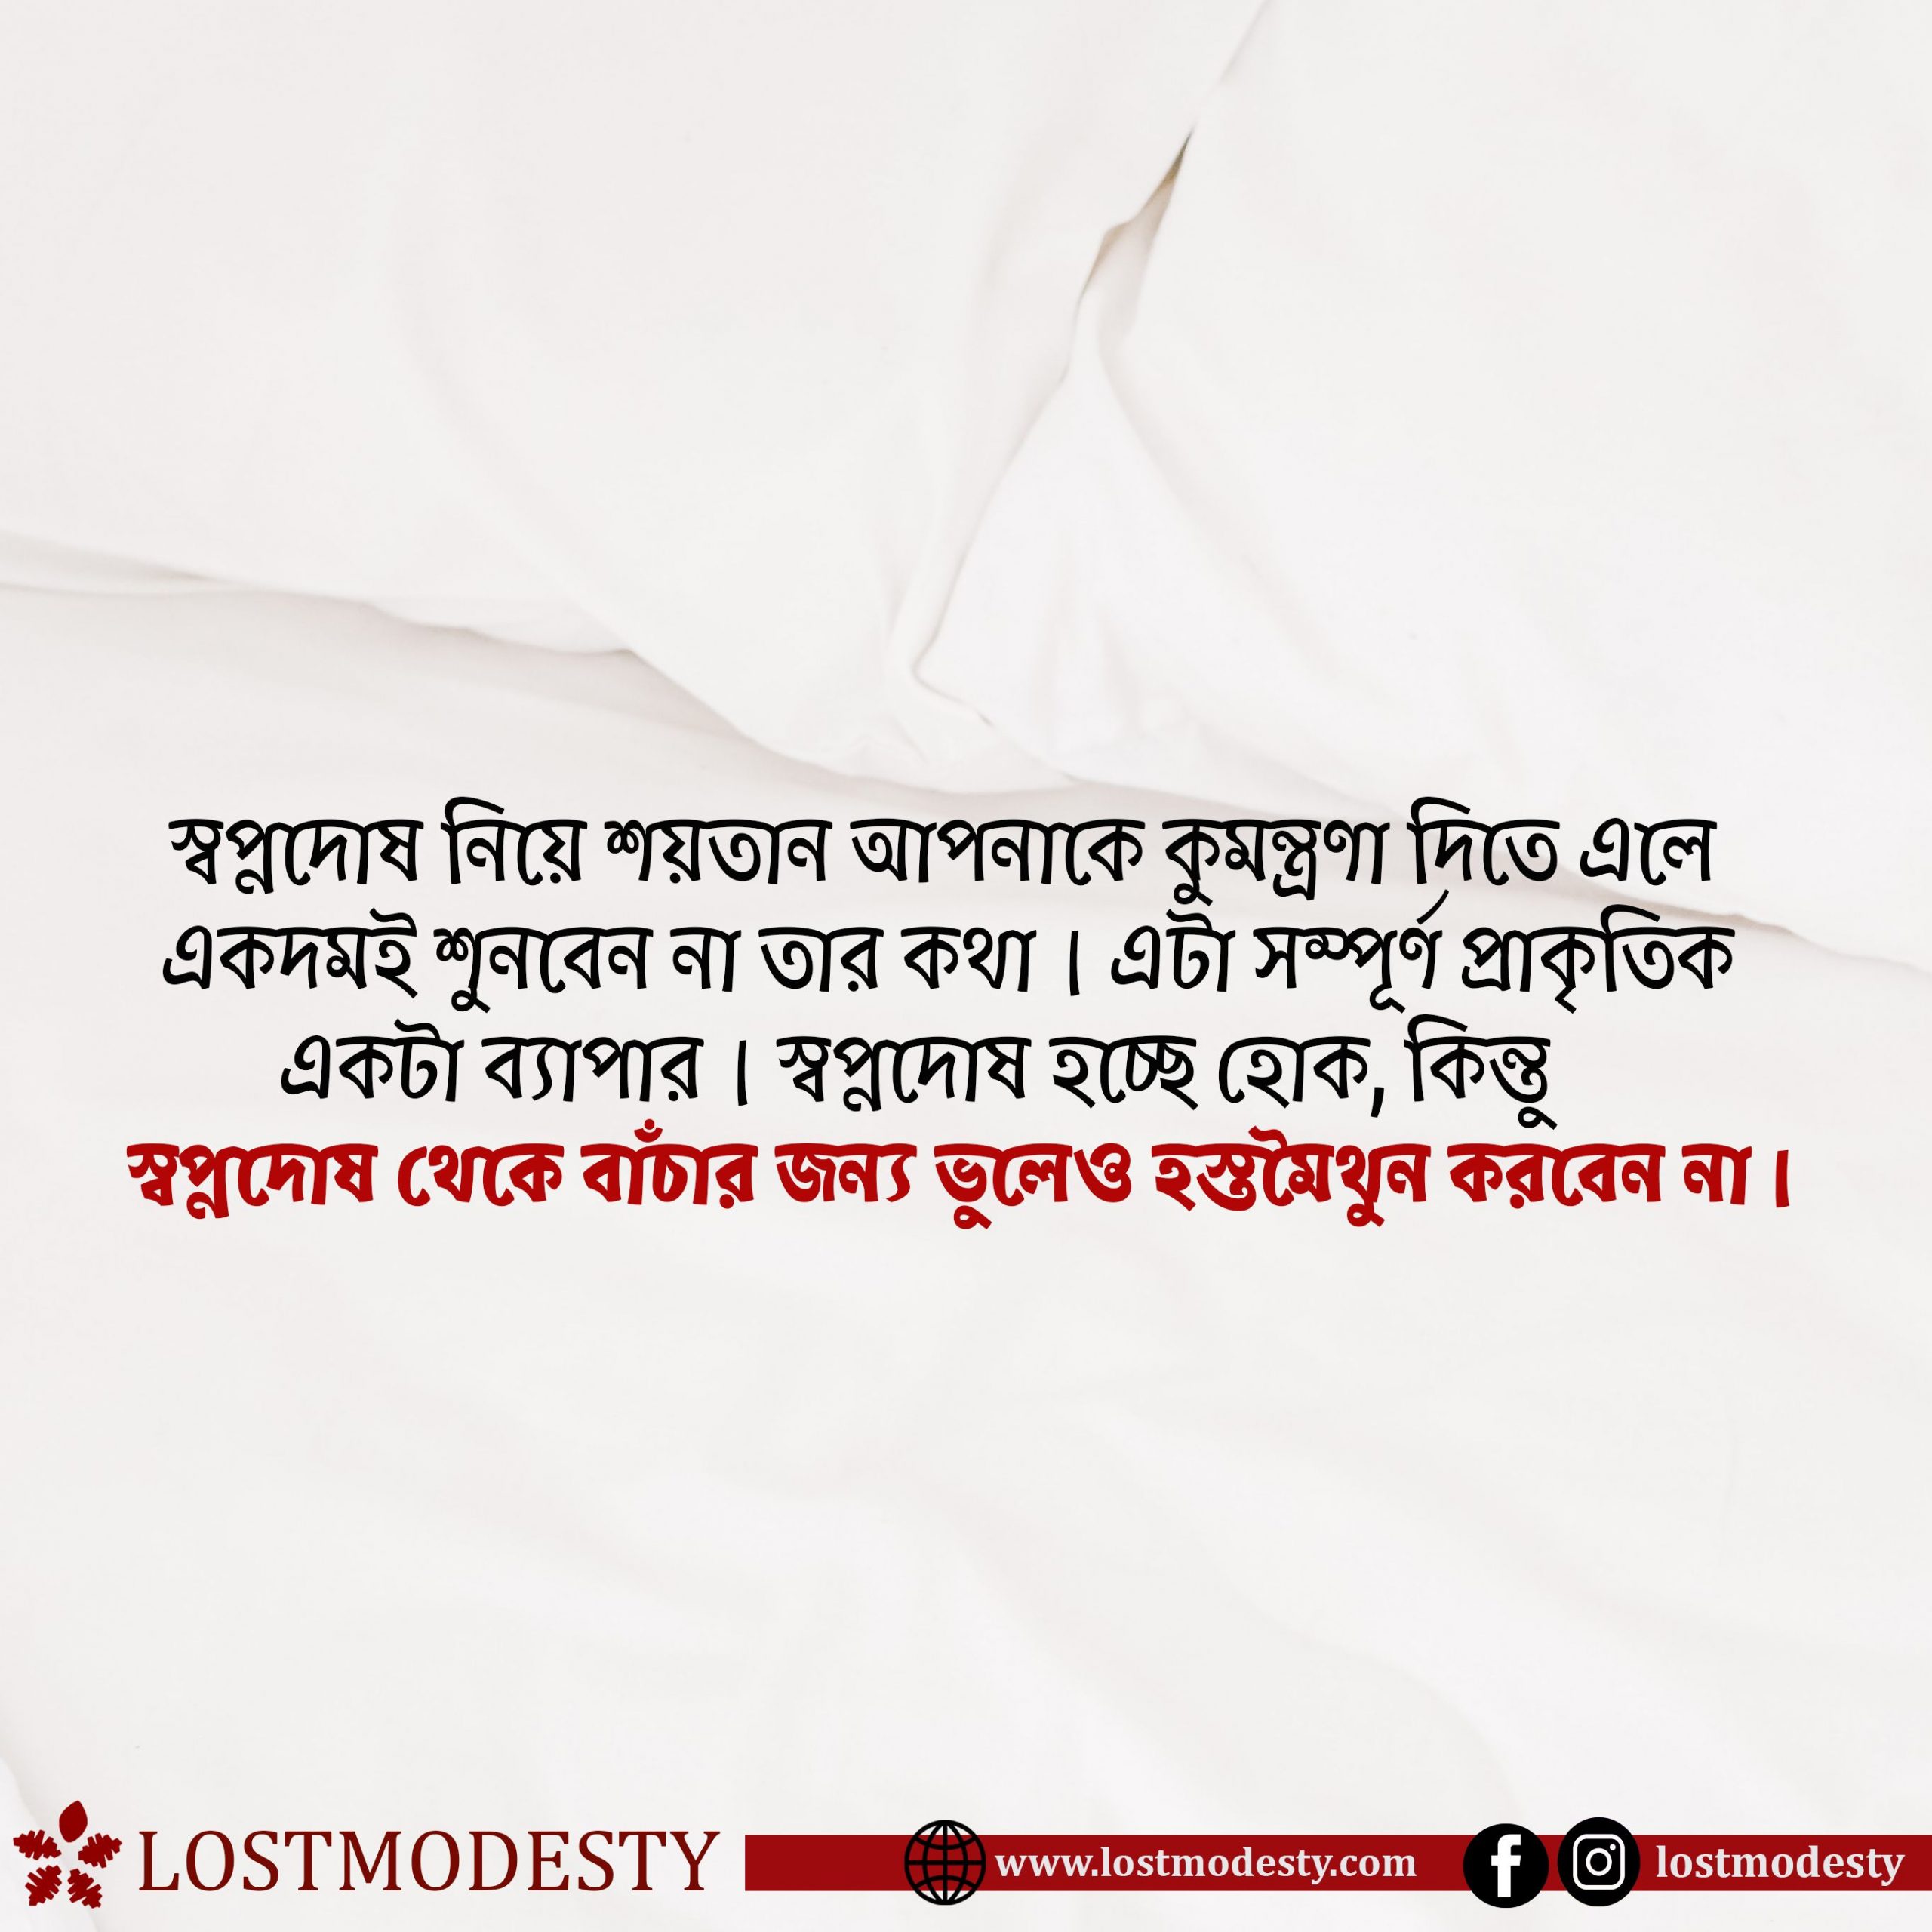 স্বপ্নদোষ নিয়ে শয়তান আপনাকে কুমন্ত্রণা দিতে এলে
একদমই শুনবেন না তার কথা । এটা সম্পূর্ণ প্রাকৃতিক
একটা ব্যাপার । স্বপ্নদোষ হচ্ছে হোক, কিন্তু
স্বপ্নদোষ থেকে বাঁচার জন্য ভুলেও হস্তমৈথুন করবেন না ।
LOSTMODESTY www.lostmodesty.com lostmodesty